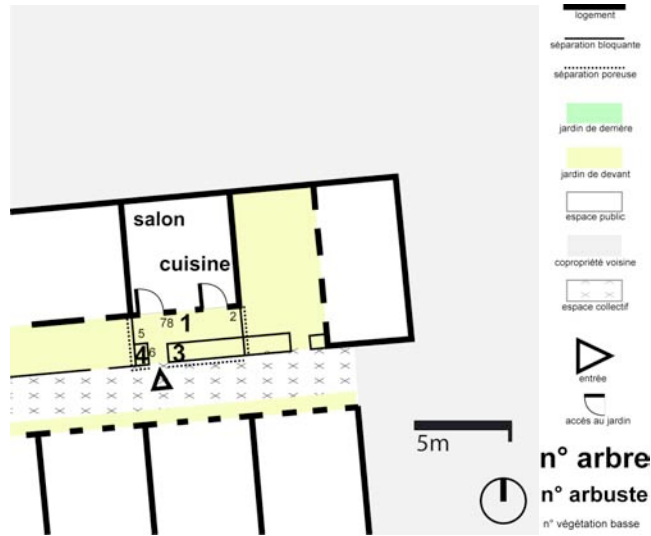 salon
cuisine
78
1
2
5
4
6
3
5m
logement
séparation bloquante
séparation poreuse
jardin de derrière
jardin de devant
espace public
copropriété voisine
espace collectif
entrée
accès au jardin
n° arbre
n° arbuste
n° végétation basse